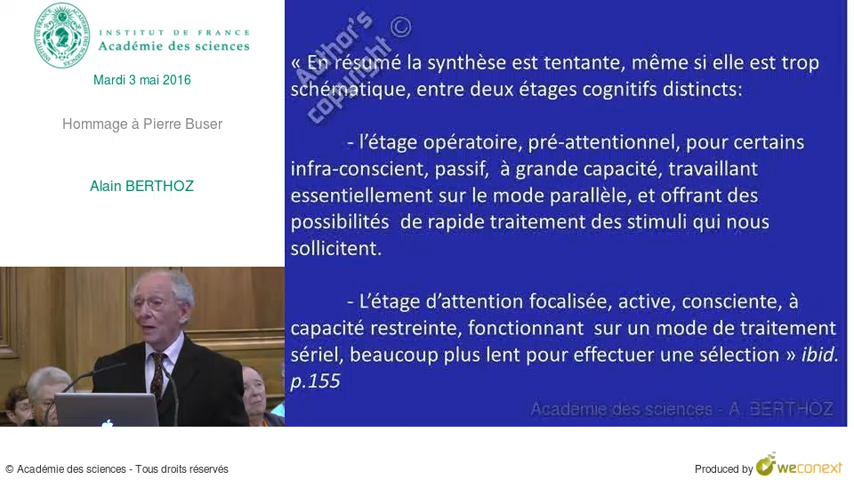 INSTITUT DE FRANCE
Académie des sciences
Mardi 3 mai 2016
Hommage à Pierre Buser
Alain BERTHOZ
Author's copyright ©
« En résumé la synthèse est tentante, même si elle est trop
schématique, entre deux étages cognitifs distincts:
- l'étage opératoire, pré-attentionnel, pour certains
infra-conscient, passif, à grande capacité, travaillant
essentiellement sur le mode parallèle, et offrant des
possibilités de rapide traitement des stimuli qui nous
sollicitent.
- L'étage d'attention focalisée, active, consciente, à
capacité restreinte, fonctionnant sur un mode de traitement
sériel, beaucoup plus lent pour effectuer une sélection » ibid.
p.155
Académie des sciences - A. BERTHOZ
© Académie des sciences - Tous droits réservés
Produced by weconext